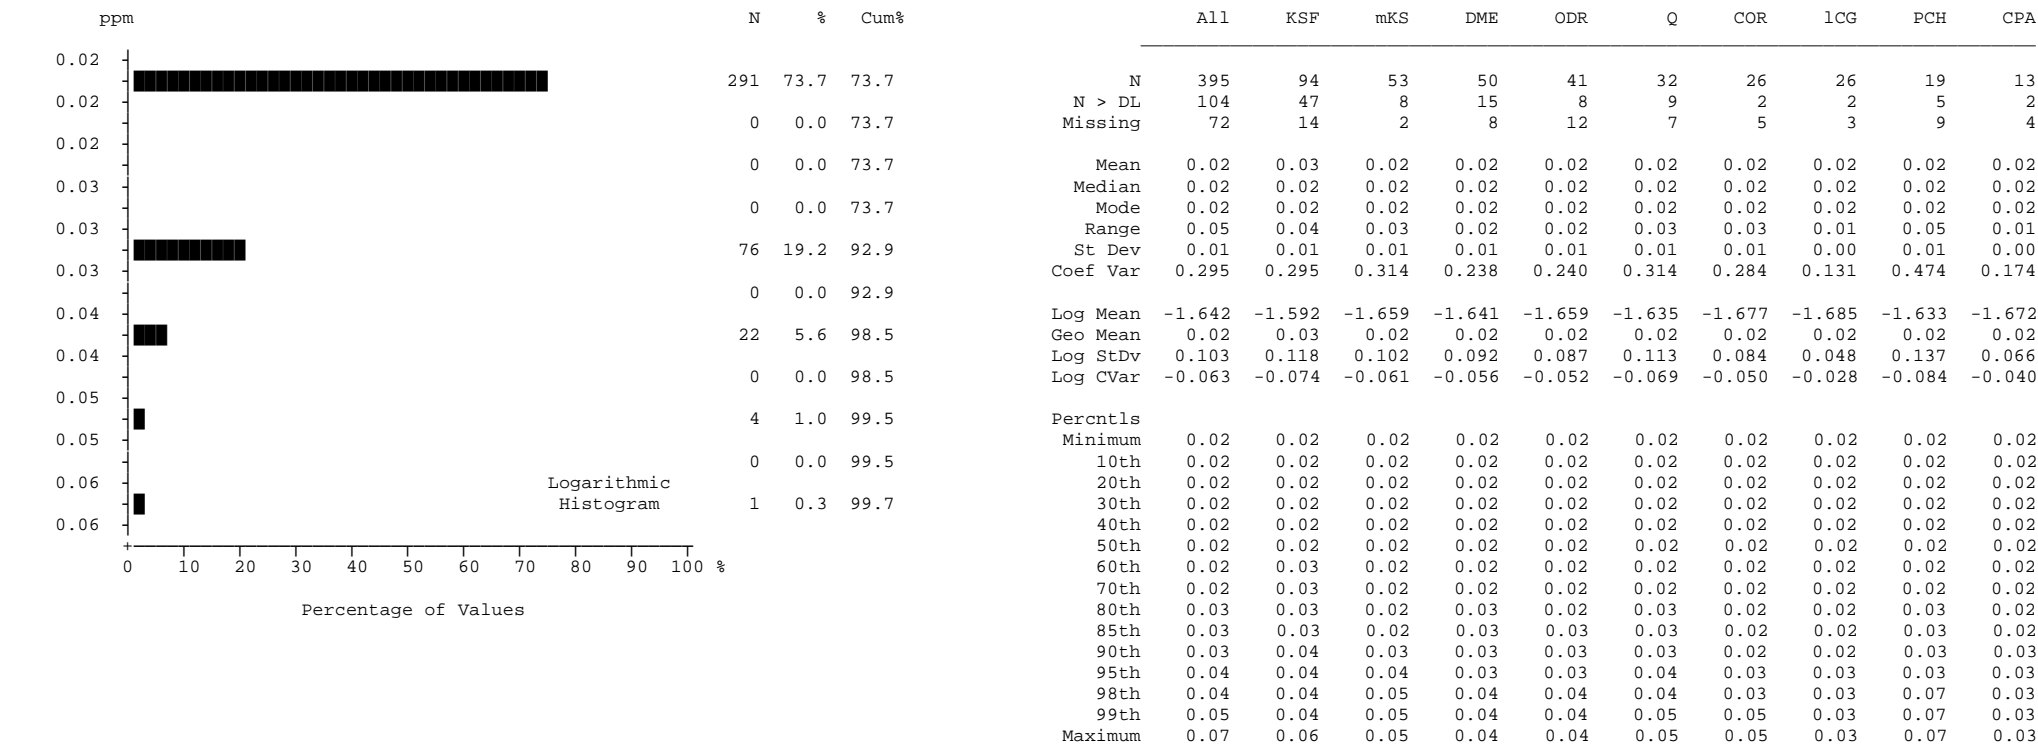 ppm N % Cum% All KSF mKS DME ODR Q COR lCG PCH CPA
0.02
291 73.7 73.7 N 395 94 53 50 41 32 26 26 19 13
0.02 N > DL 104 47 8 15 8 9 2 2 5 2
0 0.0 73.7 Missing 72 14 2 8 12 7 5 3 9 4
0.02
0 0.0 73.7 Mean 0.02 0.03 0.02 0.02 0.02 0.02 0.02 0.02 0.02 0.02
0.03 Median 0.02 0.02 0.02 0.02 0.02 0.02 0.02 0.02 0.02 0.02
0 0.0 73.7 Mode 0.02 0.02 0.02 0.02 0.02 0.02 0.02 0.02 0.02 0.02
0.03 Range 0.05 0.04 0.03 0.02 0.02 0.03 0.03 0.01 0.05 0.01
76 19.2 92.9 St Dev 0.01 0.01 0.01 0.01 0.01 0.01 0.01 0.00 0.01 0.00
0.03 Coef Var 0.295 0.295 0.314 0.238 0.240 0.314 0.284 0.131 0.474 0.174
0 0.0 92.9
0.04 Log Mean -1.642 -1.592 -1.659 -1.641 -1.659 -1.635 -1.677 -1.685 -1.633 -1.672
22 5.6 98.5 Geo Mean 0.02 0.03 0.02 0.02 0.02 0.02 0.02 0.02 0.02 0.02
0.04 Log StDv 0.103 0.118 0.102 0.092 0.087 0.113 0.084 0.048 0.137 0.066
0 0.0 98.5 Log CVar -0.063 -0.074 -0.061 -0.056 -0.052 -0.069 -0.050 -0.028 -0.084 -0.040
0.05
4 1.0 99.5 Percntls
0.05 Minimum 0.02 0.02 0.02 0.02 0.02 0.02 0.02 0.02 0.02 0.02
0 0.0 99.5 10th 0.02 0.02 0.02 0.02 0.02 0.02 0.02 0.02 0.02 0.02
0.06 Logarithmic 20th 0.02 0.02 0.02 0.02 0.02 0.02 0.02 0.02 0.02 0.02
Histogram 1 0.3 99.7 30th 0.02 0.02 0.02 0.02 0.02 0.02 0.02 0.02 0.02 0.02
0.06 40th 0.02 0.02 0.02 0.02 0.02 0.02 0.02 0.02 0.02 0.02
50th 0.02 0.02 0.02 0.02 0.02 0.02 0.02 0.02 0.02 0.02
0 10 20 30 40 50 60 70 80 90 100 % 60th 0.02 0.03 0.02 0.02 0.02 0.02 0.02 0.02 0.02 0.02
70th 0.02 0.03 0.02 0.02 0.02 0.02 0.02 0.02 0.02 0.02
Percentage of Values 80th 0.03 0.03 0.02 0.03 0.02 0.03 0.02 0.02 0.03 0.02
85th 0.03 0.03 0.02 0.03 0.03 0.03 0.02 0.02 0.03 0.02
90th 0.03 0.04 0.03 0.03 0.03 0.03 0.02 0.02 0.03 0.03
95th 0.04 0.04 0.04 0.03 0.03 0.04 0.03 0.03 0.03 0.03
98th 0.04 0.04 0.05 0.04 0.04 0.04 0.03 0.03 0.07 0.03
99th 0.05 0.04 0.05 0.04 0.04 0.05 0.05 0.03 0.07 0.03
Maximum 0.07 0.06 0.05 0.04 0.04 0.05 0.05 0.03 0.07 0.03